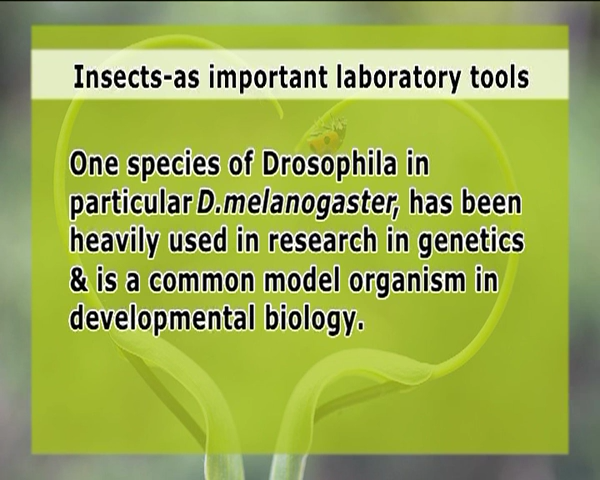 Insects-as important laboratory tools
One species of Drosophila in
particular D.melanogaster, has been
heavily used in research in genetics
& is a common model organism in
developmental biology.